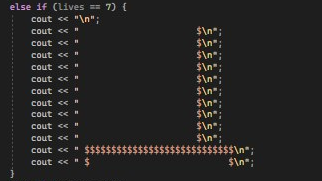 else if (lives == 7) {
    cout << "\n";
    cout << "                      $\n";
    cout << "                      $\n";
    cout << "                      $\n";
    cout << "                      $\n";
    cout << "                      $\n";
    cout << "                      $\n";
    cout << "                      $\n";
    cout << "                      $\n";
    cout << "                      $\n";
    cout << "                      $\n";
    cout << " $$$$$$$$$$$$$$$$$$$$$$$$$$$$\n";
    cout << " $                          $\n";
}